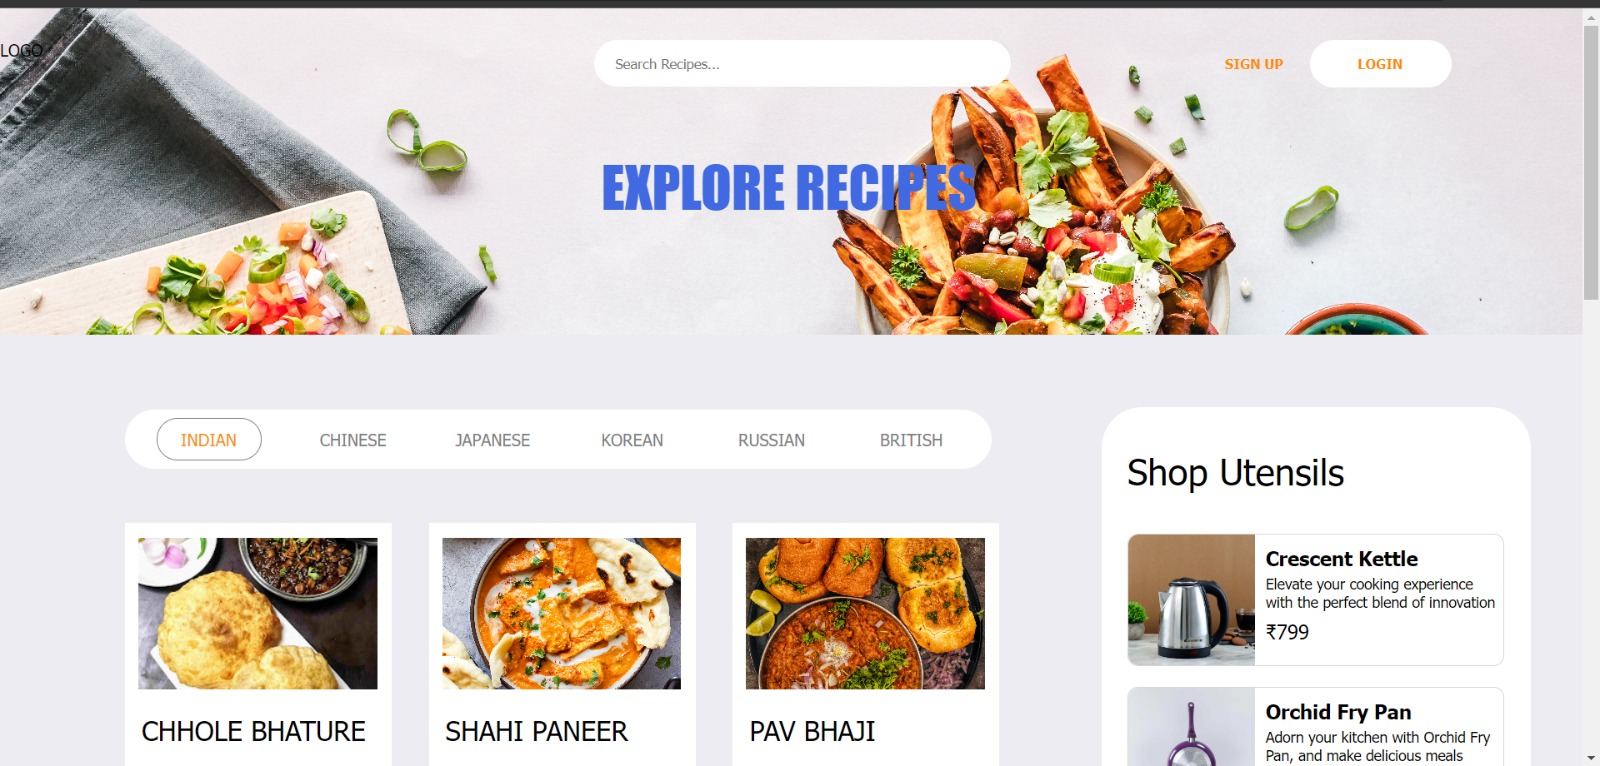 LOGO
Search Recipes...
SIGN UP
LOGIN
EXPLORE RECIPES
INDIAN
CHINESE
JAPANESE
KOREAN
RUSSIAN
BRITISH
Shop Utensils
Crescent Kettle
Elevate your cooking experience
with the perfect blend of innovation
₹799
Orchid Fry Pan
Adorn your kitchen with Orchid Fry
Pan, and make delicious meals
CHHOLE BHATURE
SHAHI PANEER
PAV BHAJI